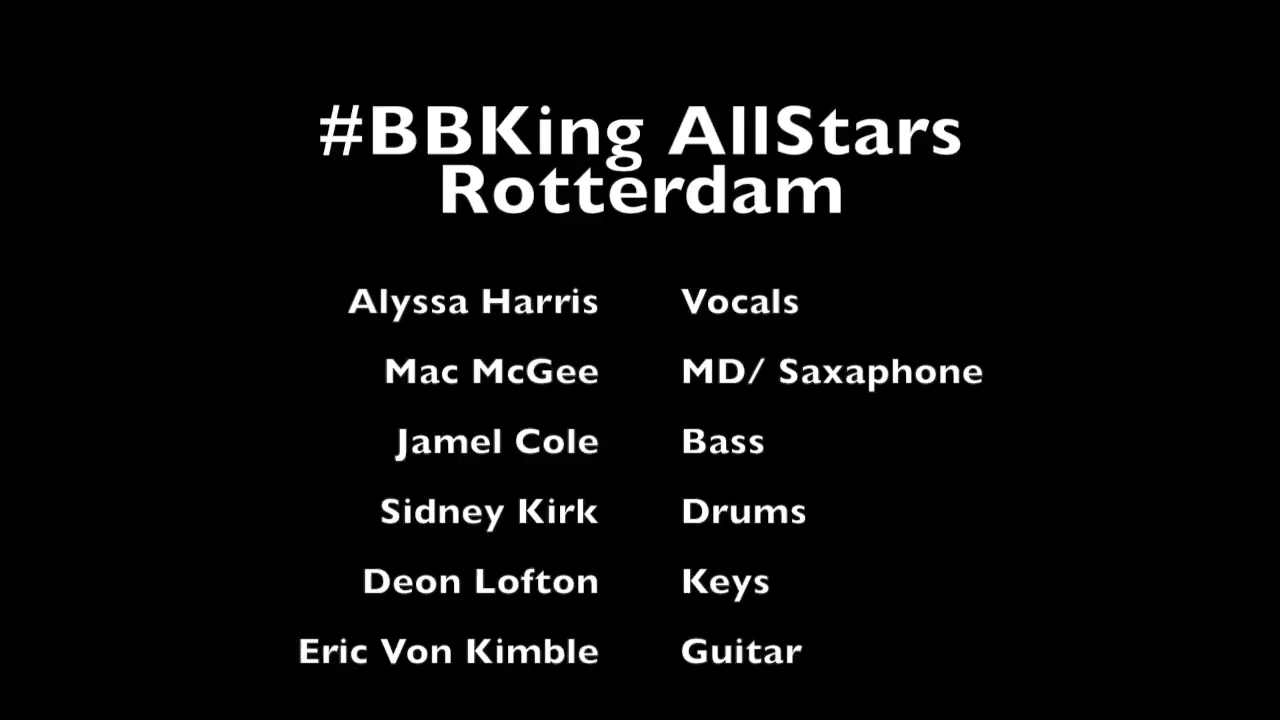 #BBKing AllStars
Rotterdam
Alyssa Harris Vocals
Mac McGee MD/ Saxaphone
Jamel Cole Bass
Sidney Kirk Drums
Deon Lofton Keys
Eric Von Kimble Guitar